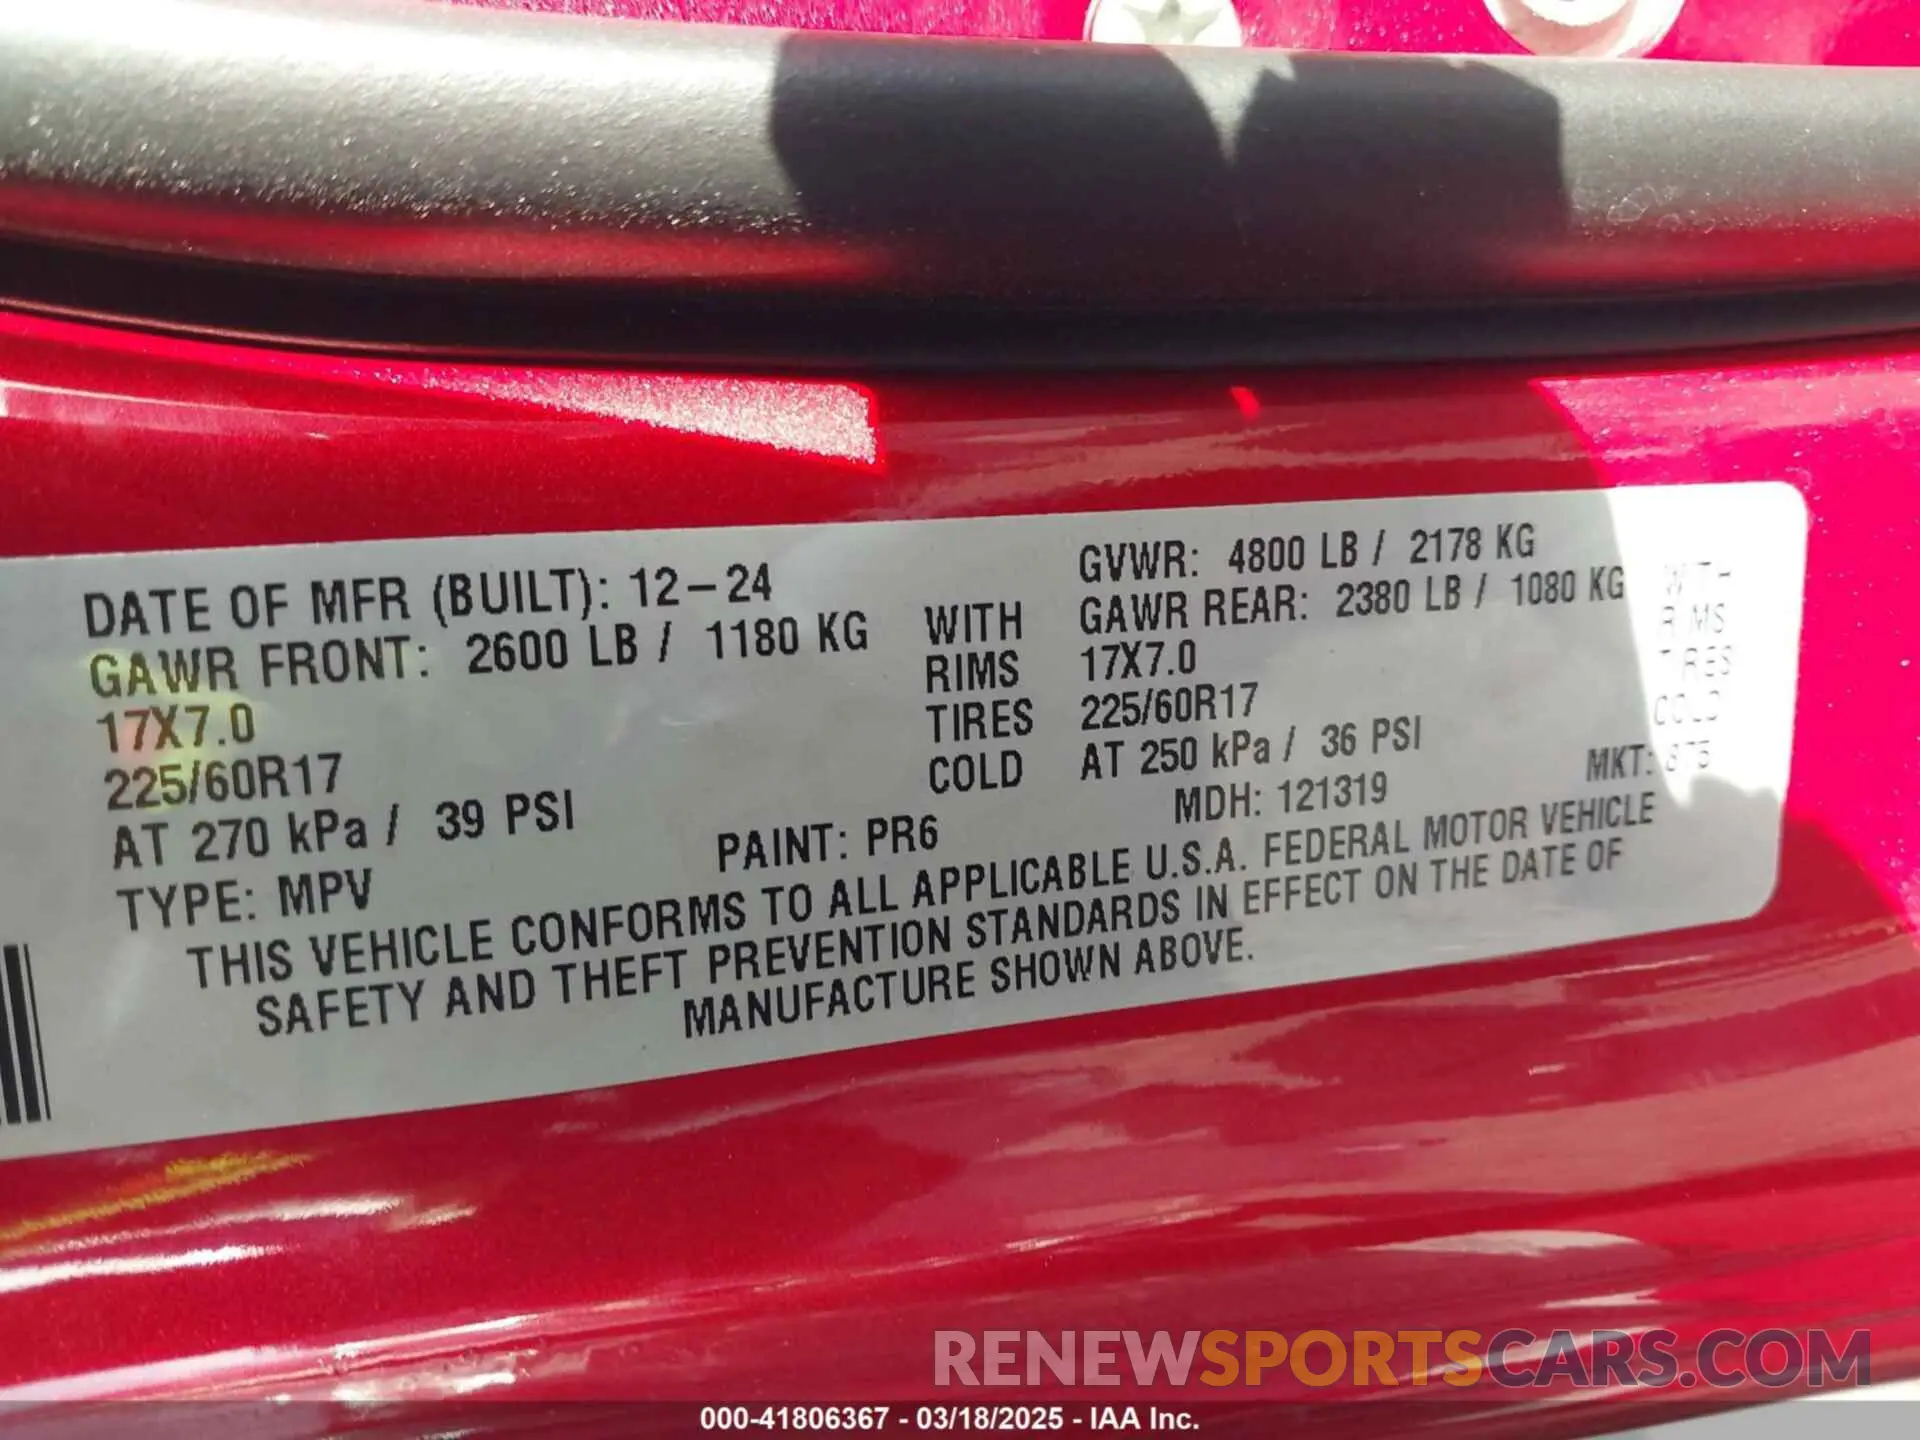 DATE OF MFR (BUILT): 12-24 GVWR: 4800 LB / 2178 KG
GAWR FRONT: 2600 LB / 1180 KG WITH GAWR REAR: 2380 LB / 1080 KG WITH
17X7.0 RIMS 17X7.0 RIMS
225/60R17 TIRES 225/60R17 TIRES
AT 270 kPa / 39 PSI COLD AT 250 kPa / 36 PSI COLD
TYPE: MPV PAINT: PR6 MDH: 121319 MKT:
THIS VEHICLE CONFORMS TO ALL APPLICABLE U.S.A. FEDERAL MOTOR VEHICLE
SAFETY AND THEFT PREVENTION STANDARDS IN EFFECT ON THE DATE OF
MANUFACTURE SHOWN ABOVE.
RENEWSPORTSCARS.COM
000-41806367 - 03/18/2025 - IAA Inc.